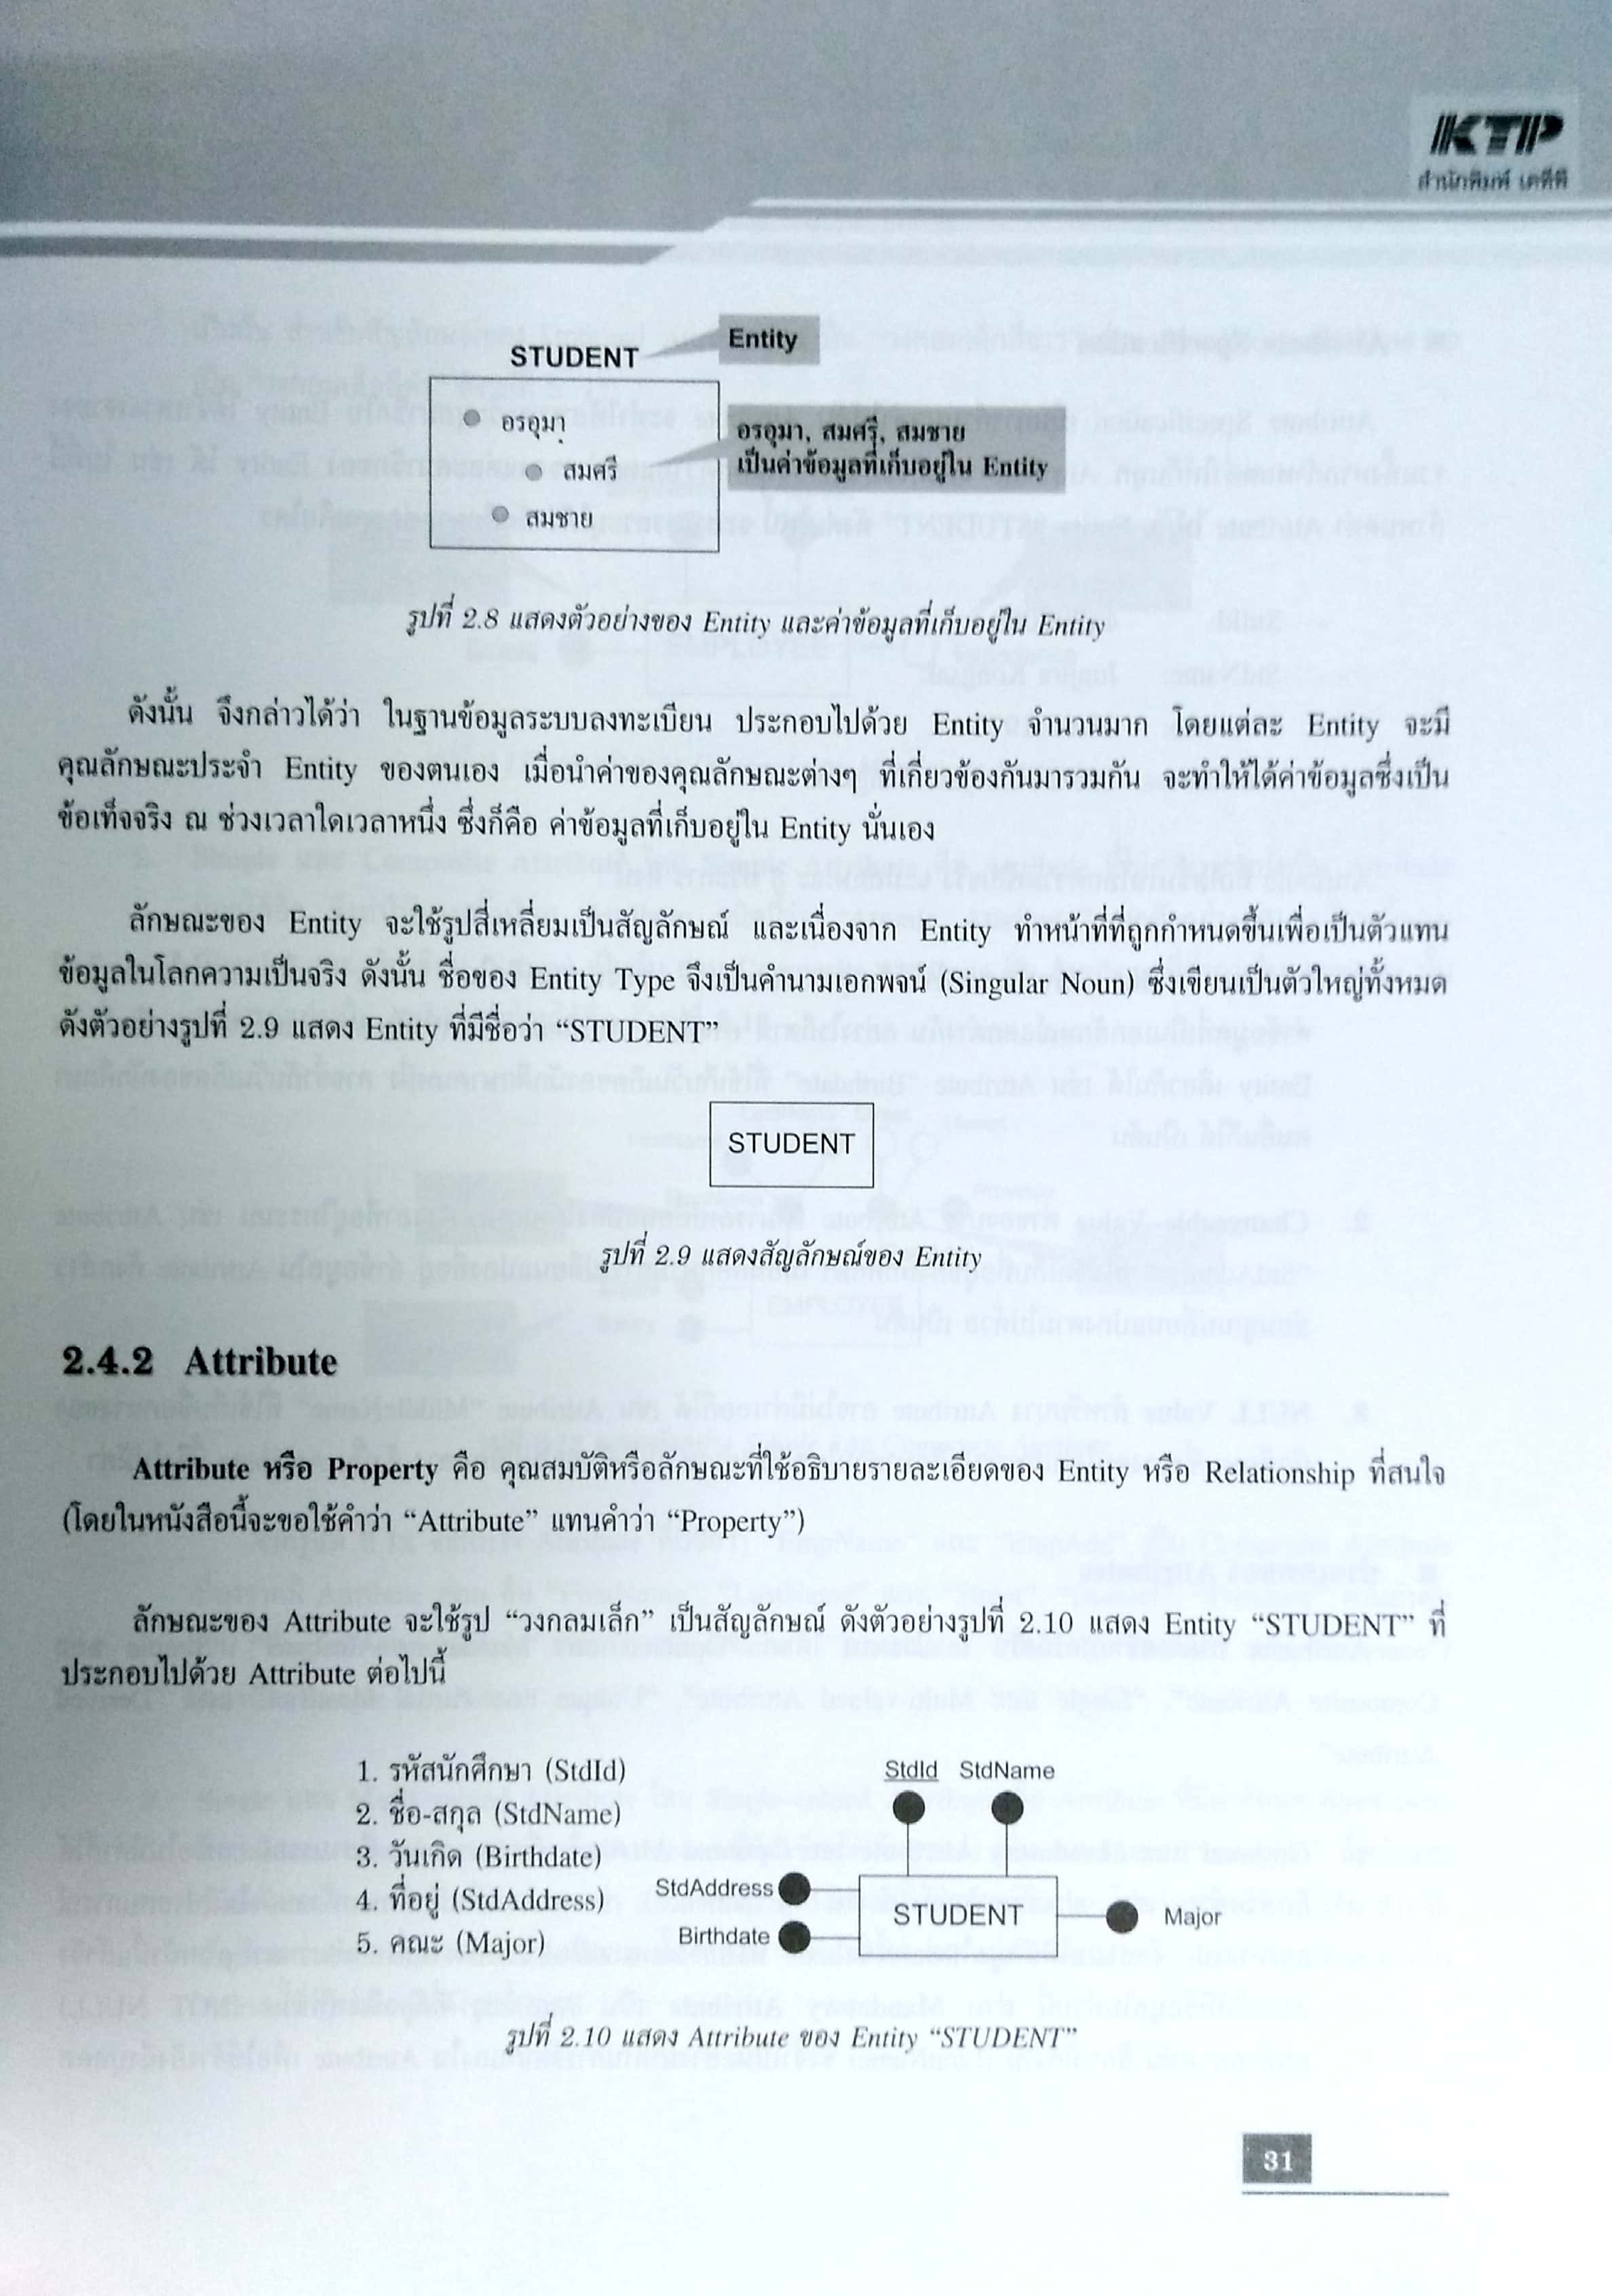 KTP
สำนักพิมพ์ เคทีพี
Entity
STUDENT
อรอุมา
สมศรี
สมชาย
อรอุมา, สมศรี, สมชาย
เป็นค่าข้อมูลที่เก็บอยู่ใน Entity
รูปที่ 2.8 แสดงตัวอย่างของ Entity และค่าข้อมูลที่เก็บอยู่ใน Entity
ดังนั้น จึงกล่าวได้ว่า ในฐานข้อมูลระบบลงทะเบียน ประกอบไปด้วย Entity จำนวนมาก โดยแต่ละ Entity จะมี
คุณลักษณะประจำ Entity ของตนเอง เมื่อนำค่าของคุณลักษณะต่างๆ ที่เกี่ยวข้องกันมารวมกัน จะทำให้ได้ค่าข้อมูลซึ่งเป็น
ข้อเท็จจริง ณ ช่วงเวลาใดเวลาหนึ่ง ซึ่งก็คือ ค่าข้อมูลที่เก็บอยู่ใน Entity นั่นเอง
ลักษณะของ Entity จะใช้รูปสี่เหลี่ยมเป็นสัญลักษณ์ และเนื่องจาก Entity ทำหน้าที่ที่ถูกกำหนดขึ้นเพื่อเป็นตัวแทน
ข้อมูลในโลกความเป็นจริง ดังนั้น ชื่อของ Entity Type จึงเป็นคำนามเอกพจน์ (Singular Noun) ซึ่งเขียนเป็นตัวใหญ่ทั้งหมด
ดังตัวอย่างรูปที่ 2.9 แสดง Entity ที่มีชื่อว่า “STUDENT”
STUDENT
รูปที่ 2.9 แสดงสัญลักษณ์ของ Entity
2.4.2 Attribute
Attribute หรือ Property คือ คุณสมบัติหรือลักษณะที่ใช้อธิบายรายละเอียดของ Entity หรือ Relationship ที่สนใจ
(โดยในหนังสือนี้จะขอใช้คำว่า “Attribute” แทนคำว่า “Property”)
ลักษณะของ Attribute จะใช้รูป “วงกลมเล็ก” เป็นสัญลักษณ์ ดังตัวอย่างรูปที่ 2.10 แสดง Entity “STUDENT” ที่
ประกอบไปด้วย Attribute ต่อไปนี้
1. รหัสนักศึกษา (StdId)
2. ชื่อ-สกุล (StdName)
3. วันเกิด (Birthdate)
4. ที่อยู่ (StdAddress)
5. คณะ (Major)
StdId StdName
StdAddress
STUDENT
Major
Birthdate
รูปที่ 2.10 แสดง Attribute ของ Entity “STUDENT”
31